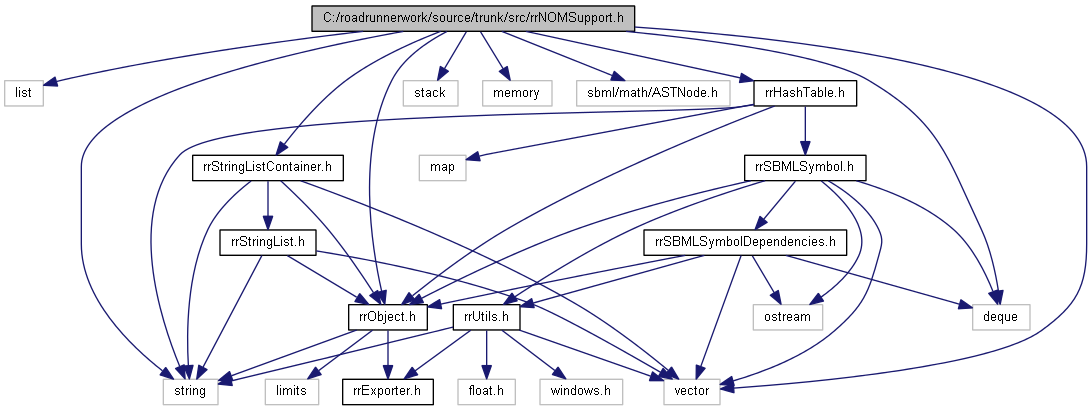 C:/roadrunnerwork/source/trunk/src/rrNOMSupport.h
list
stack
memory
sbml/math/ASTNode.h
rrHashTable.h
rrStringListContainer.h
map
rrSBMLSymbol.h
rrStringList.h
rrSBMLSymbolDependencies.h
rrObject.h
rrUtils.h
ostream
deque
string
limits
rrExporter.h
float.h
windows.h
vector